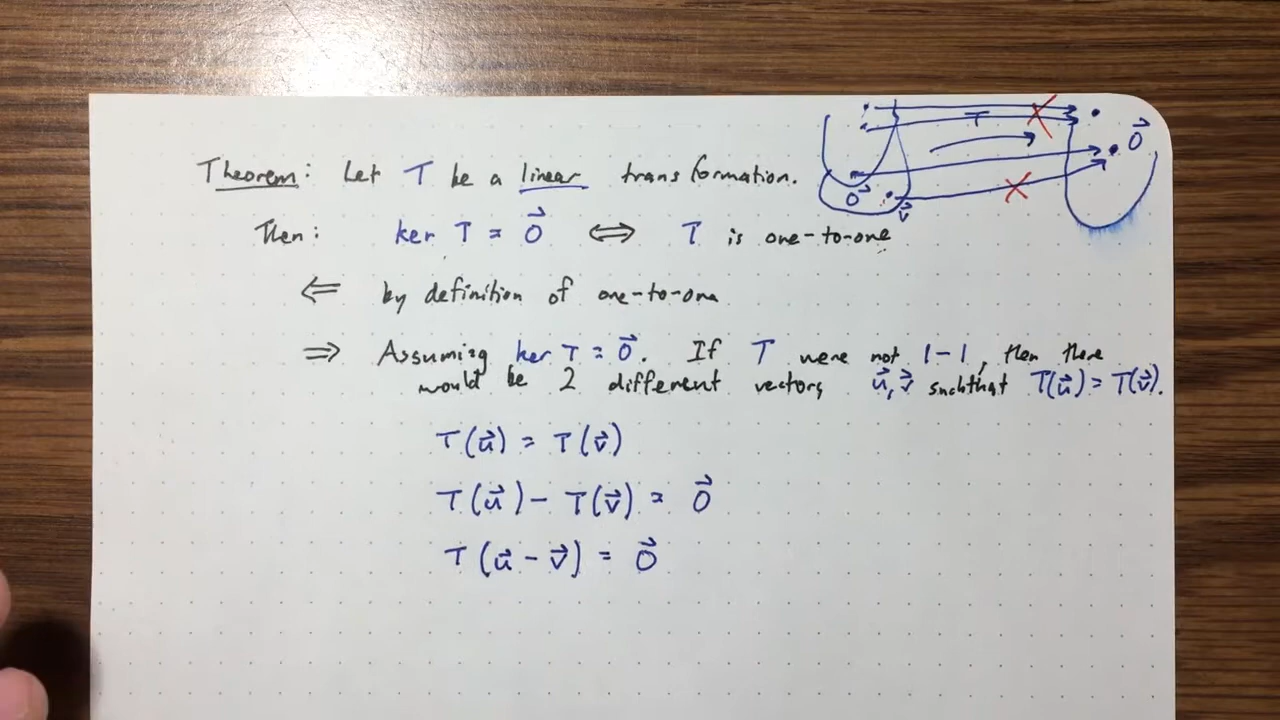 Theorem: Let T be a linear transformation.
Then: ker T = 0⃗ ⟺ T is one-to-one
⟸ by definition of one-to-one
⟹ Assuming ker T = 0⃗. If T were not 1-1, then there
would be 2 different vectors u⃗, v⃗ such that T(u⃗) = T(v⃗).
T(u⃗) = T(v⃗)
T(u⃗) - T(v⃗) = 0⃗
T(u⃗ - v⃗) = 0⃗
T
0⃗
0⃗
v⃗